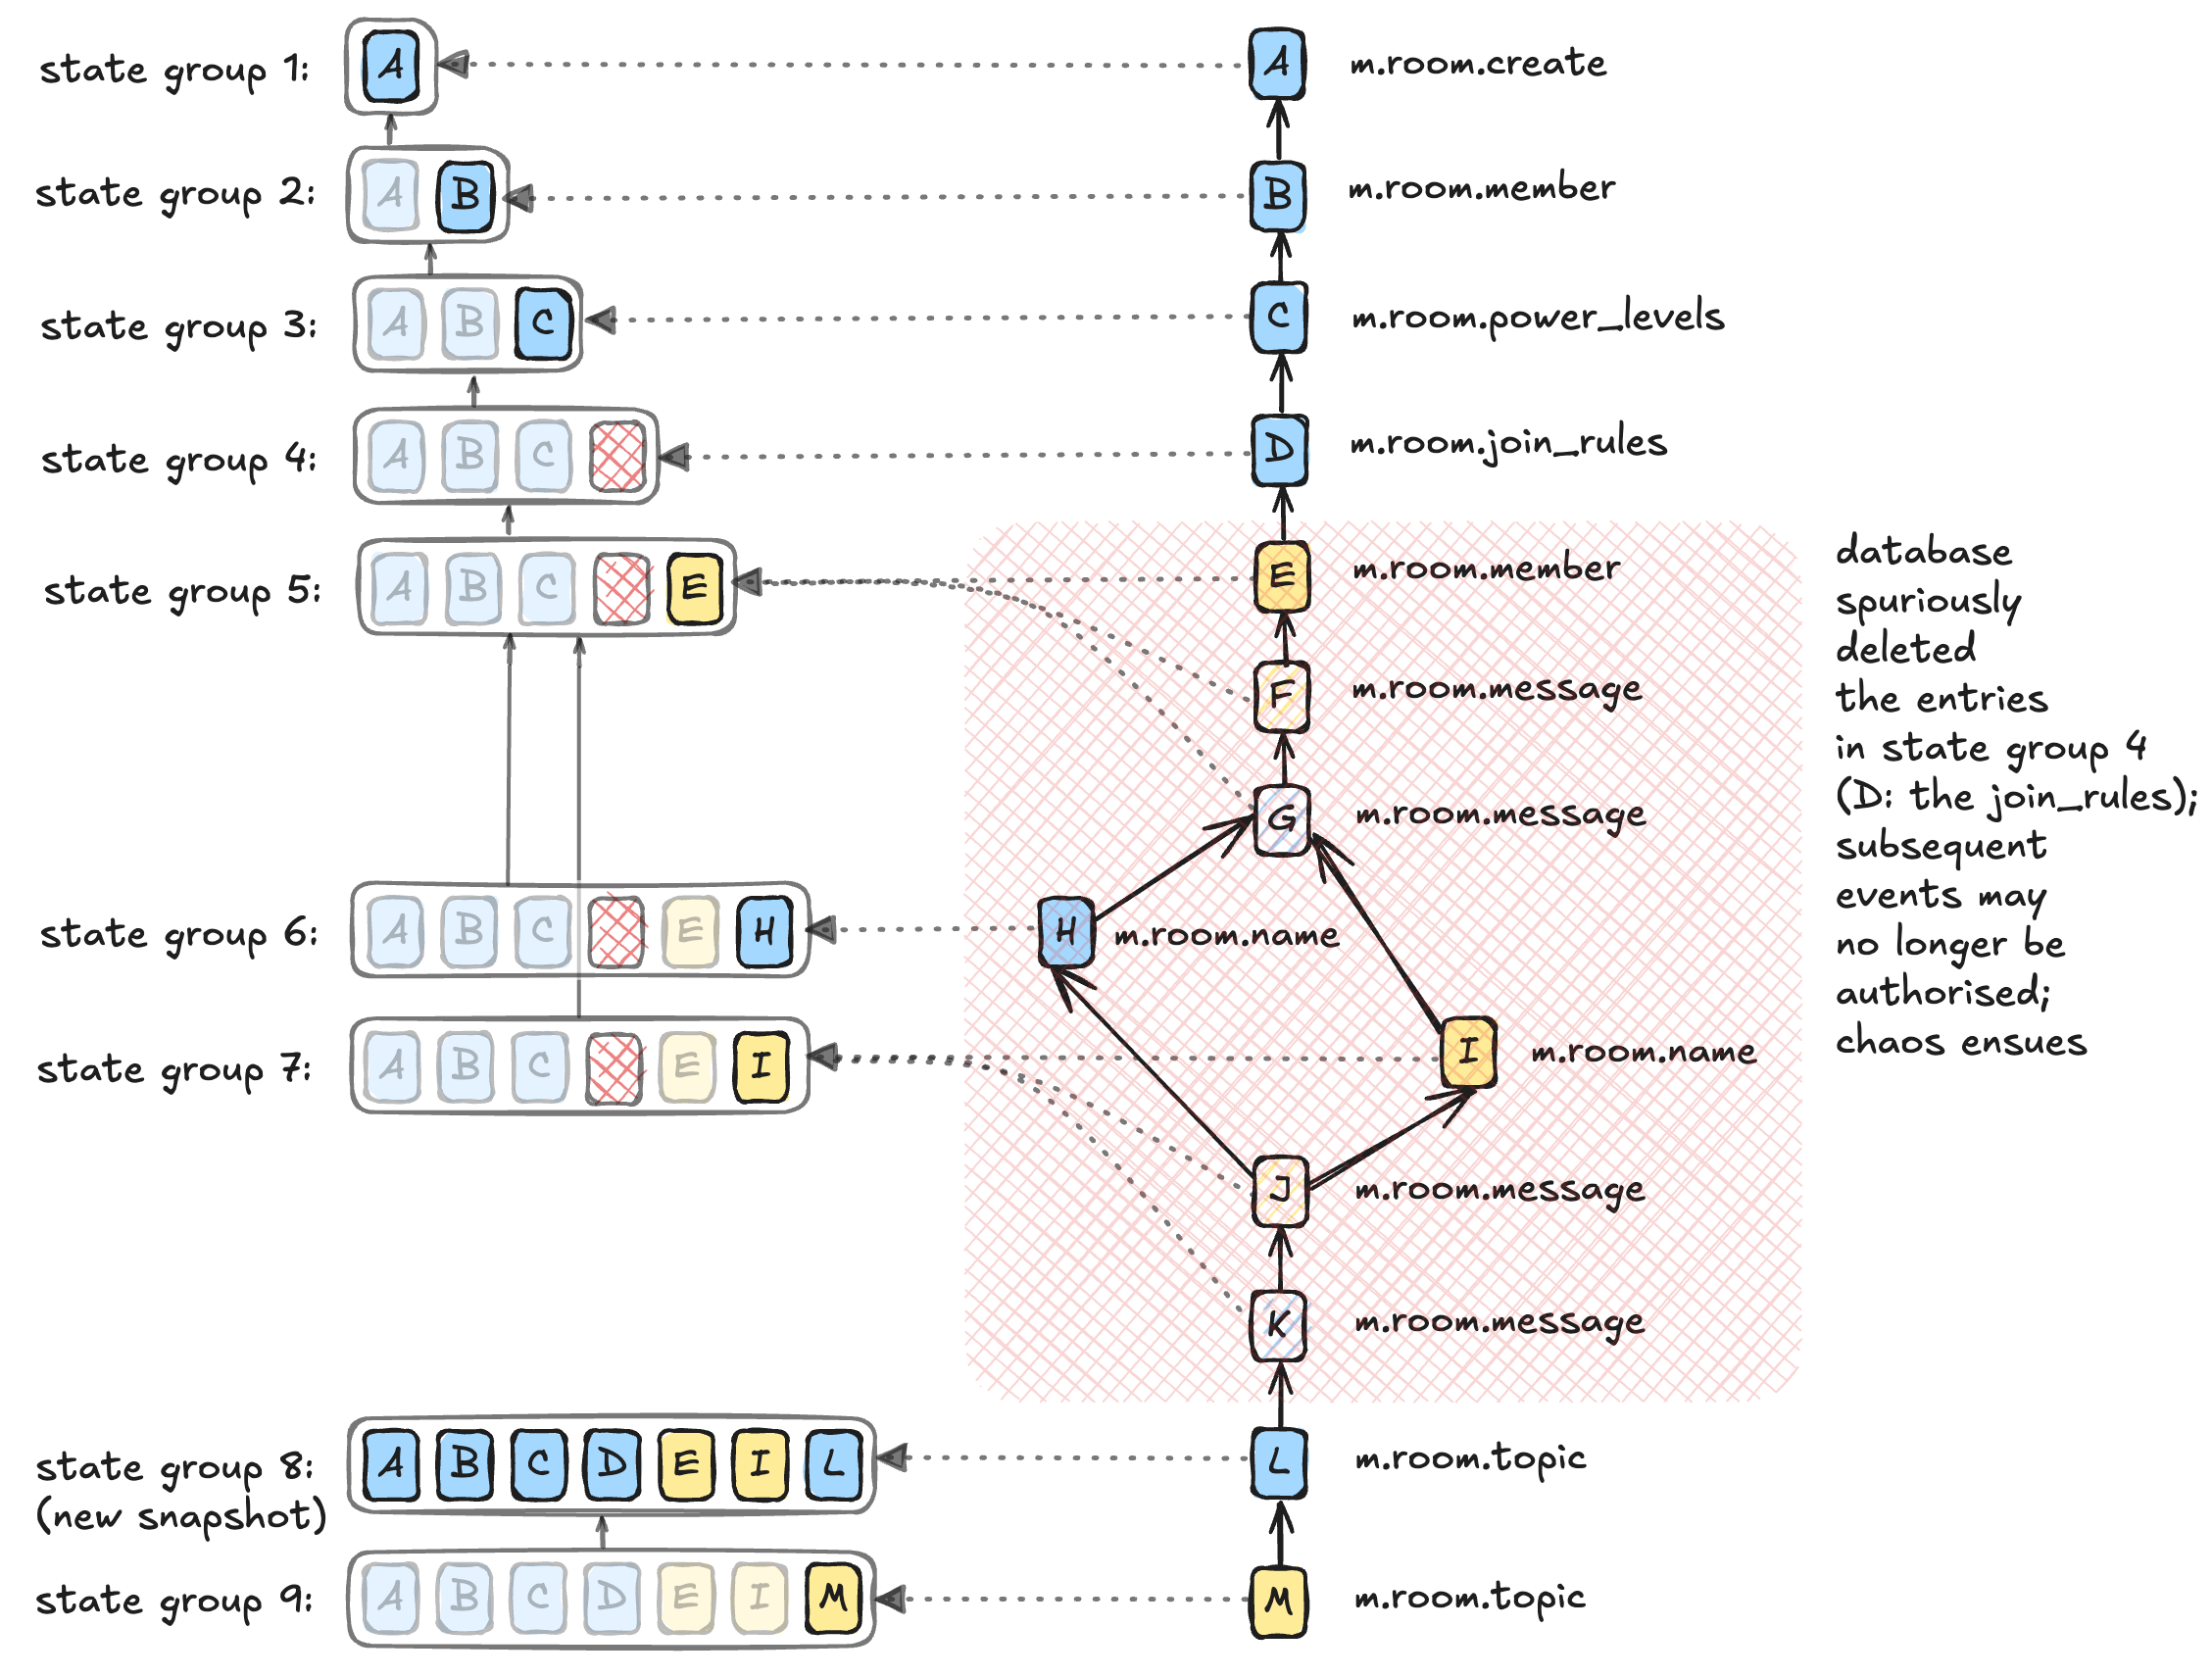 state group 1:
A
A
m.room.create
state group 2:
A B
B
m.room.member
state group 3:
A B C
C
m.room.power_levels
state group 4:
A B C
D
m.room.join_rules
state group 5:
A B C E
E
m.room.member
F
m.room.message
G
m.room.message
state group 6:
A B C E H
H
m.room.name
state group 7:
A B C E I
I
m.room.name
J
m.room.message
K
m.room.message
database
spuriously
deleted
the entries
in state group 4
(D: the join_rules);
subsequent
events may
no longer be
authorised;
chaos ensues
state group 8:
(new snapshot)
A B C D E I L
L
m.room.topic
state group 9:
A B C D E I M
M
m.room.topic